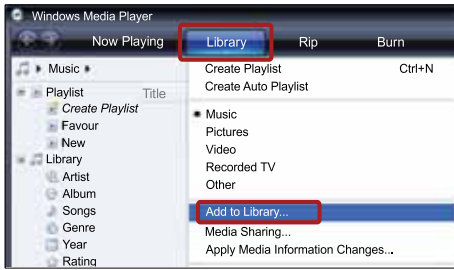 Windows Media Player
Now Playing Library Rip Burn
Music
Playlist Title
Create Playlist
Favour
New
Library
Artist
Album
Songs
Genre
Year
Rating
Create Playlist Ctrl+N
Create Auto Playlist
Music
Pictures
Video
Recorded TV
Other
Add to Library...
Media Sharing...
Apply Media Information Changes...